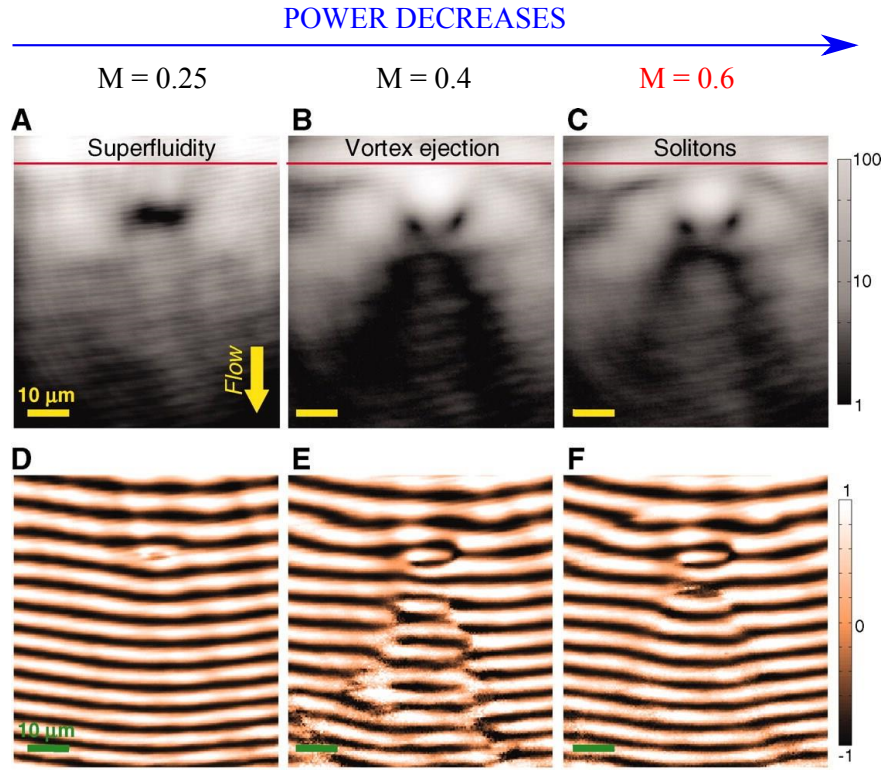 POWER DECREASES
M = 0.25 M = 0.4 M = 0.6
A B C
Superfluidity Vortex ejection Solitons
100
10
1
Flow
10 μm
D E F
1
0
-1
10 μm